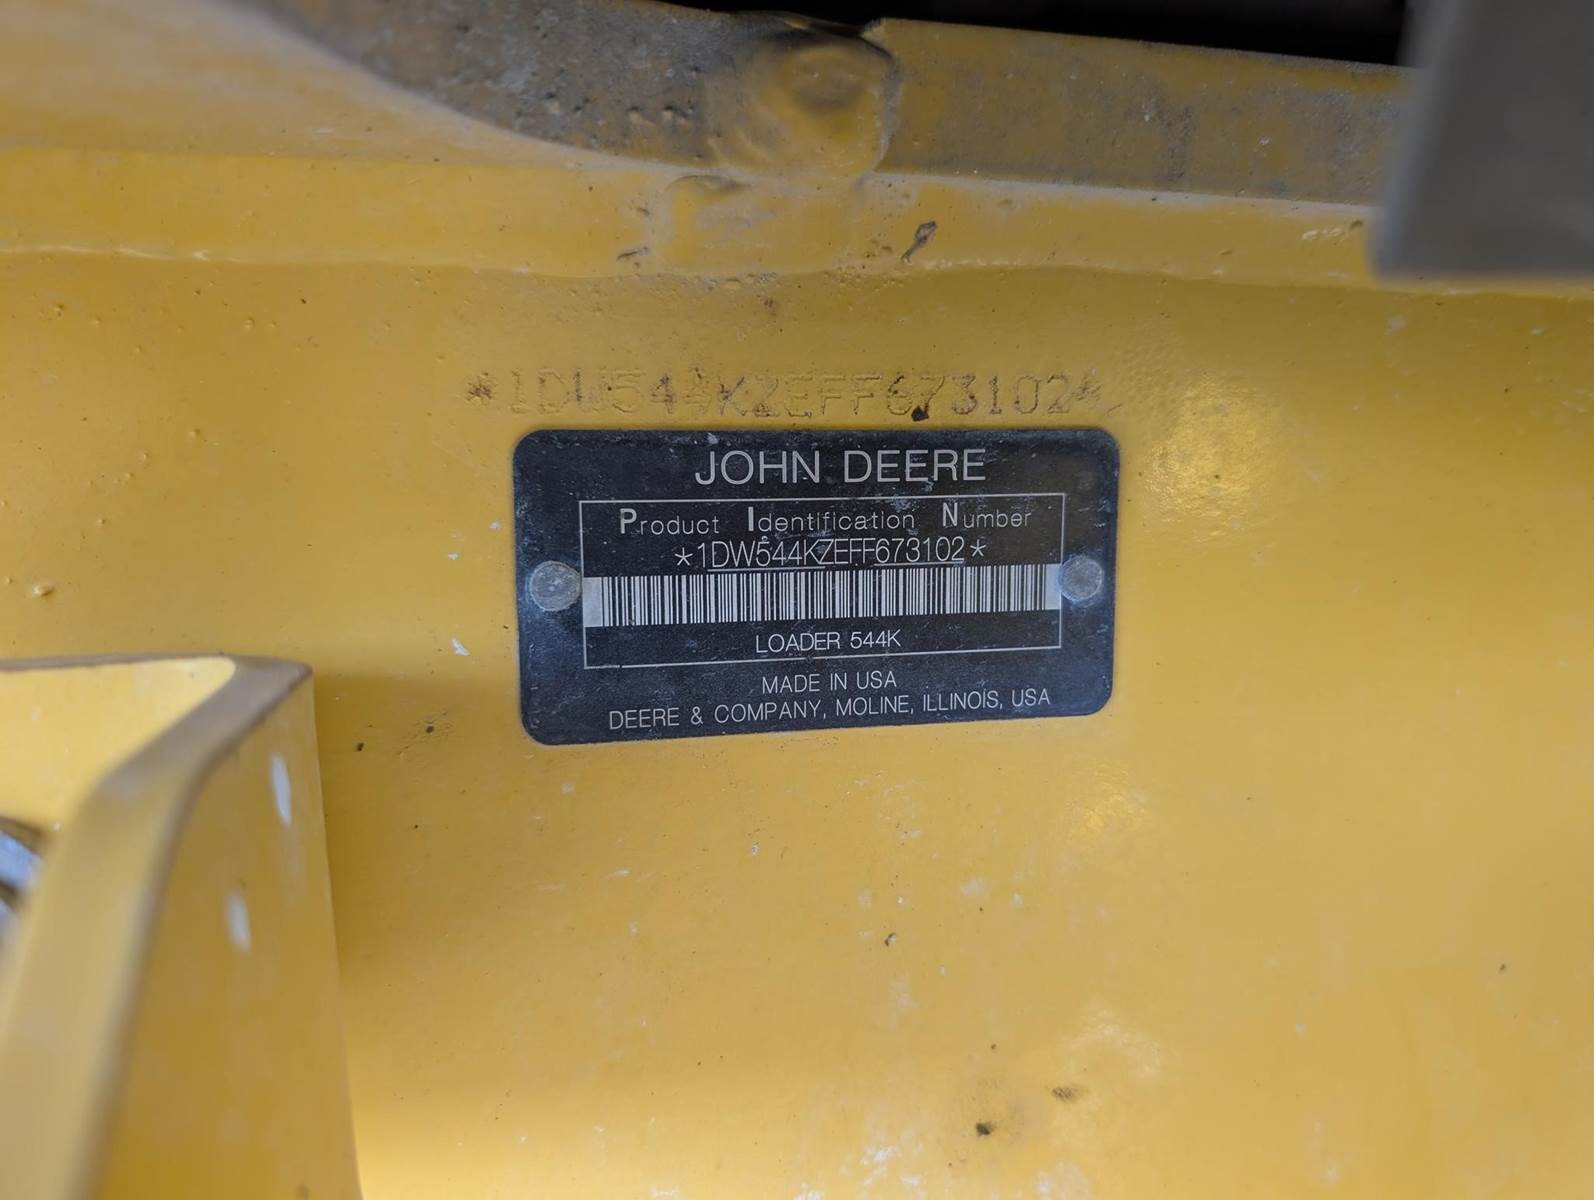 *1DW544KZEFF673102*
JOHN DEERE
Product Identification Number
*1DW544KZEFF673102*
LOADER 544K
MADE IN USA
DEERE & COMPANY, MOLINE, ILLINOIS, USA